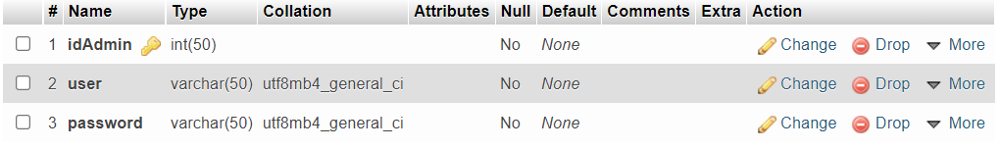 # Name Type Collation Attributes Null Default Comments Extra Action
1 idAdmin int(50) No None Change Drop More
2 user varchar(50) utf8mb4_general_ci No None Change Drop More
3 password varchar(50) utf8mb4_general_ci No None Change Drop More